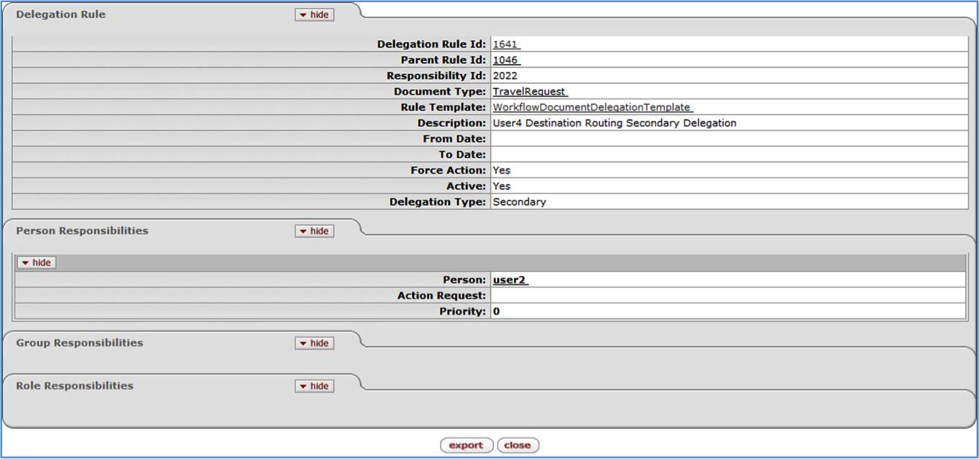 Delegation Rule hide
Delegation Rule Id: 1641
Parent Rule Id: 1046
Responsibility Id: 2022
Document Type: TravelRequest
Rule Template: WorkflowDocumentDelegationTemplate
Description: User4 Destination Routing Secondary Delegation
From Date:
To Date:
Force Action: Yes
Active: Yes
Delegation Type: Secondary
Person Responsibilities hide
hide
Person: user2
Action Request:
Priority: 0
Group Responsibilities hide
Role Responsibilities hide
export close